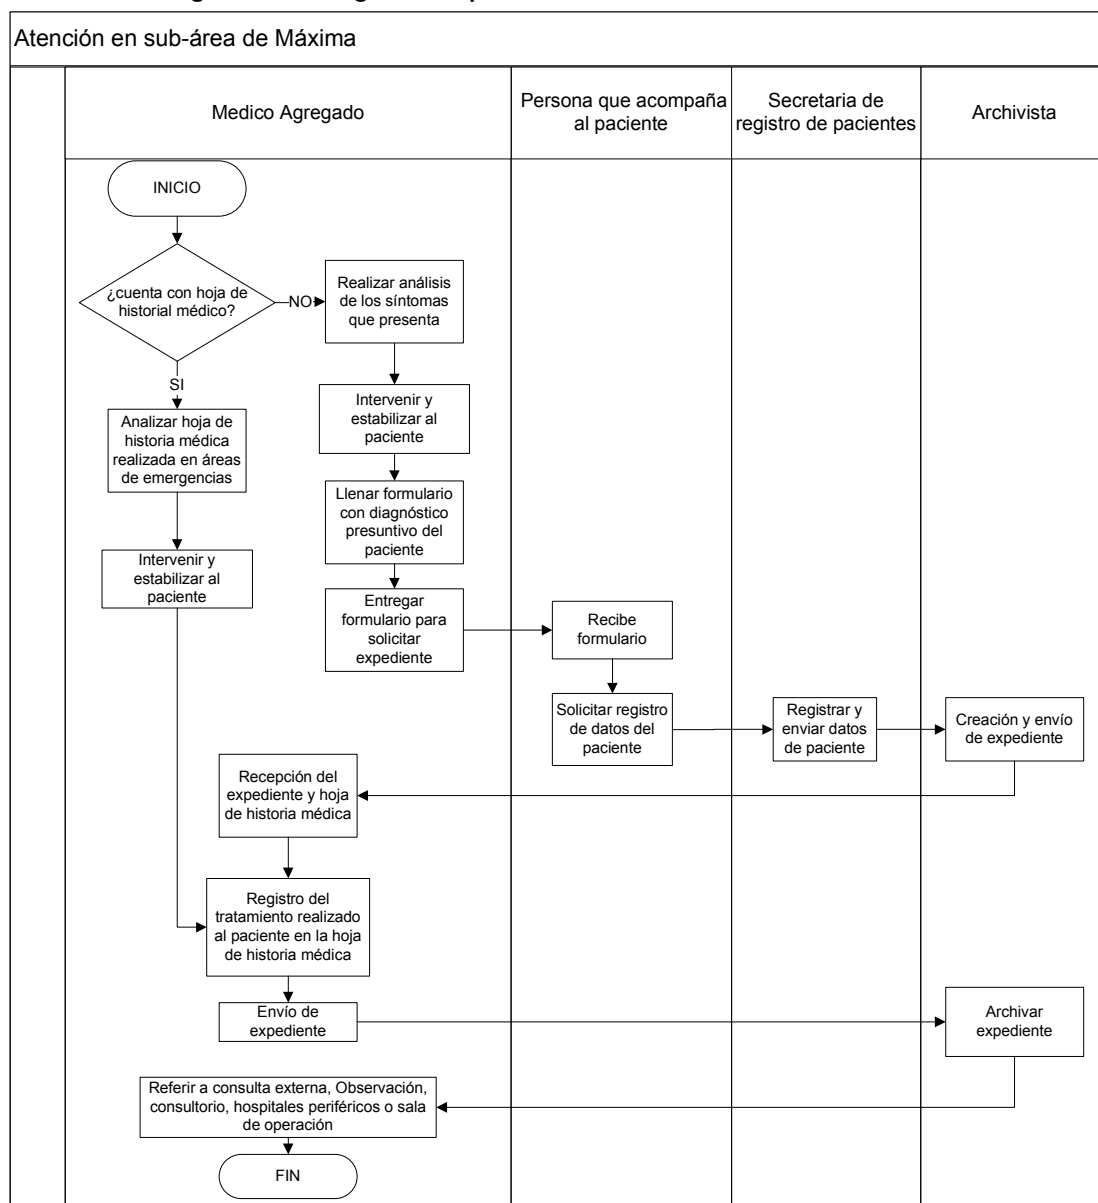 Atención en sub-área de Máxima
Medico Agregado
Persona que acompaña
al paciente
Secretaria de
registro de pacientes
Archivista
INICIO
¿cuenta con hoja de
historial médico?
NO
SI
Realizar análisis
de los síntomas
que presenta
Intervenir y
estabilizar al
paciente
Llenar formulario
con diagnóstico
presuntivo del
paciente
Entregar
formulario para
solicitar
expediente
Analizar hoja de
historia médica
realizada en áreas
de emergencias
Intervenir y
estabilizar al
paciente
Recibe
formulario
Solicitar registro
de datos del
paciente
Registrar y
enviar datos
de paciente
Creación y envío
de expediente
Recepción del
expediente y hoja
de historia médica
Registro del
tratamiento realizado
al paciente en la hoja
de historia médica
Envío de
expediente
Archivar
expediente
Referir a consulta externa, Observación,
consultorio, hospitales periféricos o sala
de operación
FIN